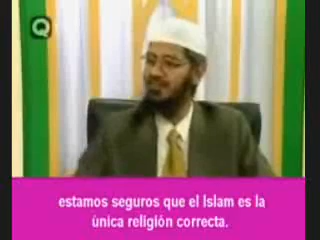 Q
estamos seguros que el Islam es la
única religión correcta.